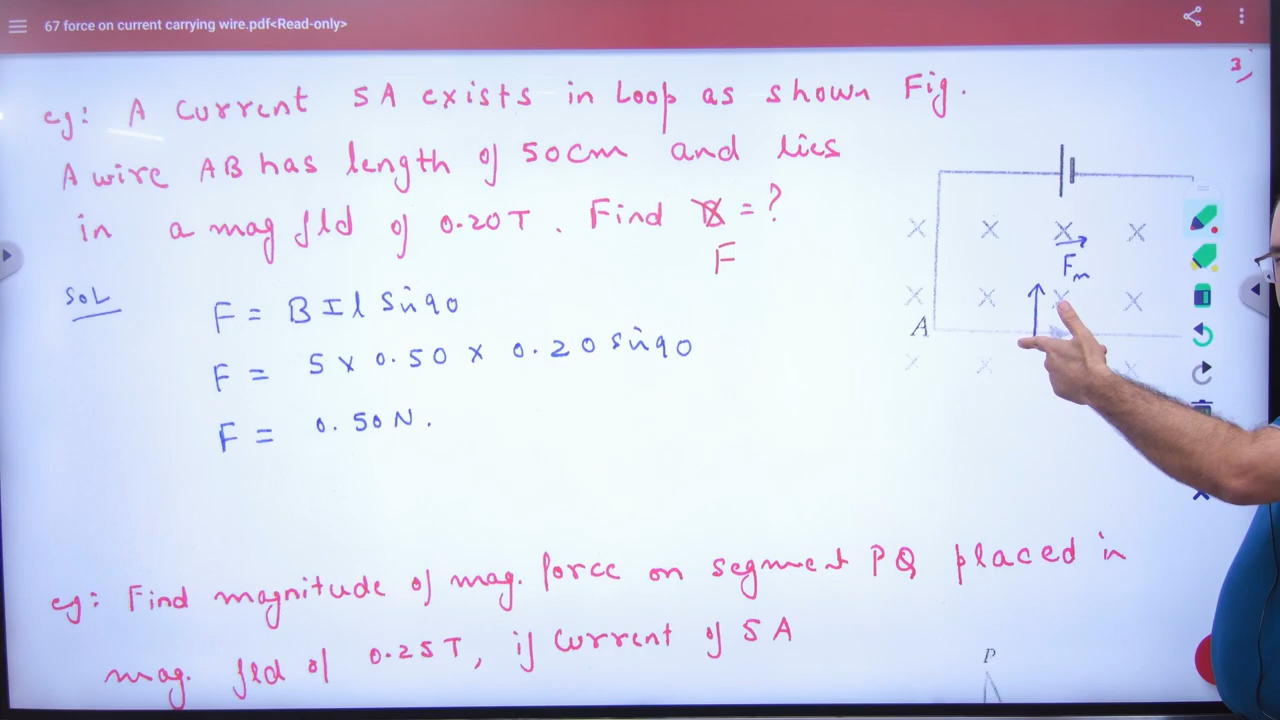 67 force on current carrying wire.pdf<Read-only>
3)
eg: A Current 5A exists in Loop as shown Fig.
A wire AB has length of 50cm and lies
in a mag fld of 0.20T. Find = ?
F
SOL
F = B I l Sin90
F = 5 x 0.50 x 0.20 Sin90
F = 0.50N.
Fm
A
eg: Find magnitude of mag. force on segment PQ placed in
mag. fld of 0.25T, if Current of 5A
P